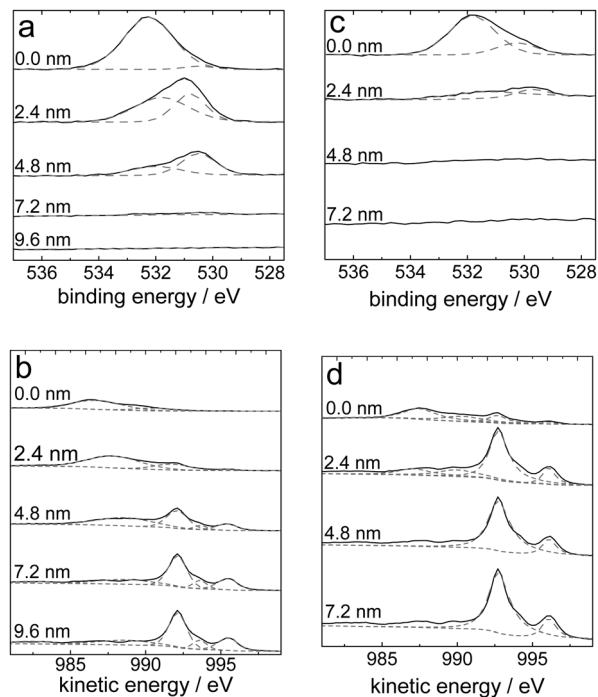 a
0.0 nm
2.4 nm
4.8 nm
7.2 nm
9.6 nm
536 534 532 530 528
binding energy / eV
c
0.0 nm
2.4 nm
4.8 nm
7.2 nm
536 534 532 530 528
binding energy / eV
b
0.0 nm
2.4 nm
4.8 nm
7.2 nm
9.6 nm
985 990 995
kinetic energy / eV
d
0.0 nm
2.4 nm
4.8 nm
7.2 nm
985 990 995
kinetic energy / eV